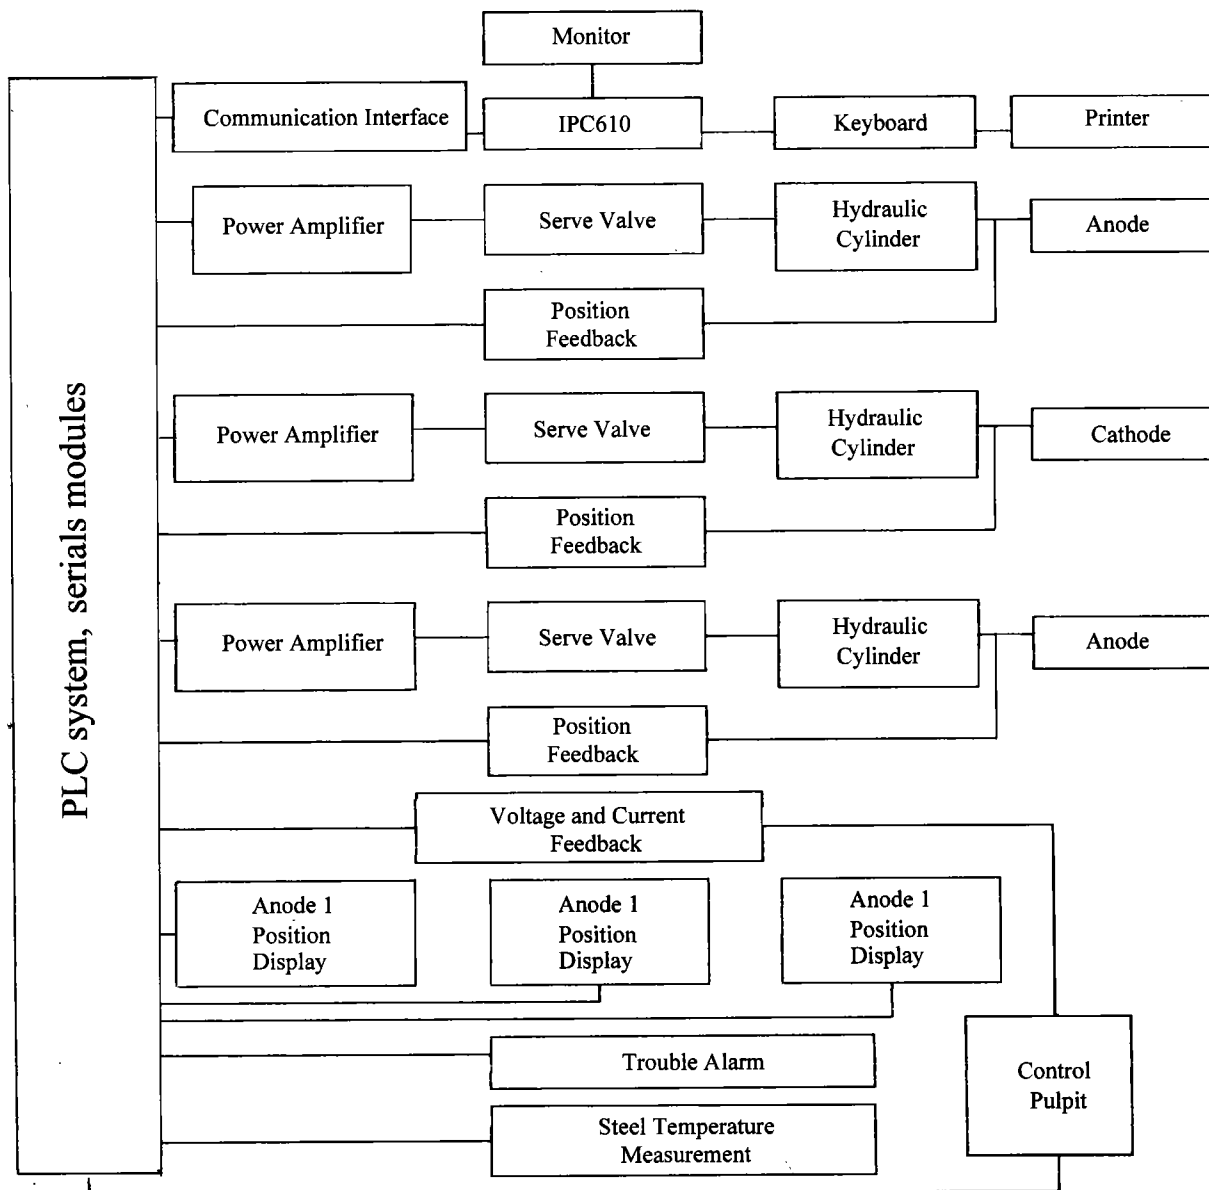 Monitor
Communication Interface
IPC610
Keyboard
Printer
Power Amplifier
Serve Valve
Hydraulic
Cylinder
Anode
Position
Feedback
Power Amplifier
Serve Valve
Hydraulic
Cylinder
Cathode
Position
Feedback
Power Amplifier
Serve Valve
Hydraulic
Cylinder
Anode
Position
Feedback
PLC system, serials modules
Voltage and Current
Feedback
Anode 1
Position
Display
Anode 1
Position
Display
Anode 1
Position
Display
Trouble Alarm
Control
Pulpit
Steel Temperature
Measurement